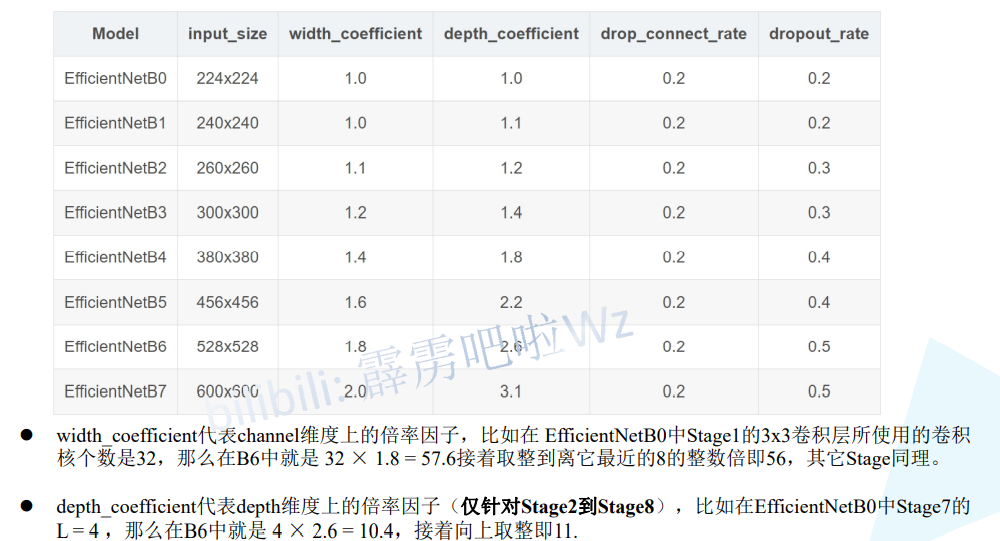 Model input_size width_coefficient depth_coefficient drop_connect_rate dropout_rate
EfficientNetB0 224x224 1.0 1.0 0.2 0.2
EfficientNetB1 240x240 1.0 1.1 0.2 0.2
EfficientNetB2 260x260 1.1 1.2 0.2 0.3
EfficientNetB3 300x300 1.2 1.4 0.2 0.3
EfficientNetB4 380x380 1.4 1.8 0.2 0.4
EfficientNetB5 456x456 1.6 2.2 0.2 0.4
EfficientNetB6 528x528 1.8 2.6 0.2 0.5
EfficientNetB7 600x600 2.0 3.1 0.2 0.5
bilibili: 霹雳吧啦Wz
● width_coefficient代表channel维度上的倍率因子，比如在 EfficientNetB0中Stage1的3x3卷积层所使用的卷积
核个数是32，那么在B6中就是 32 × 1.8 = 57.6接着取整到离它最近的8的整数倍即56，其它Stage同理。
● depth_coefficient代表depth维度上的倍率因子（仅针对Stage2到Stage8），比如在EfficientNetB0中Stage7的
L = 4 ，那么在B6中就是 4 × 2.6 = 10.4，接着向上取整即11.